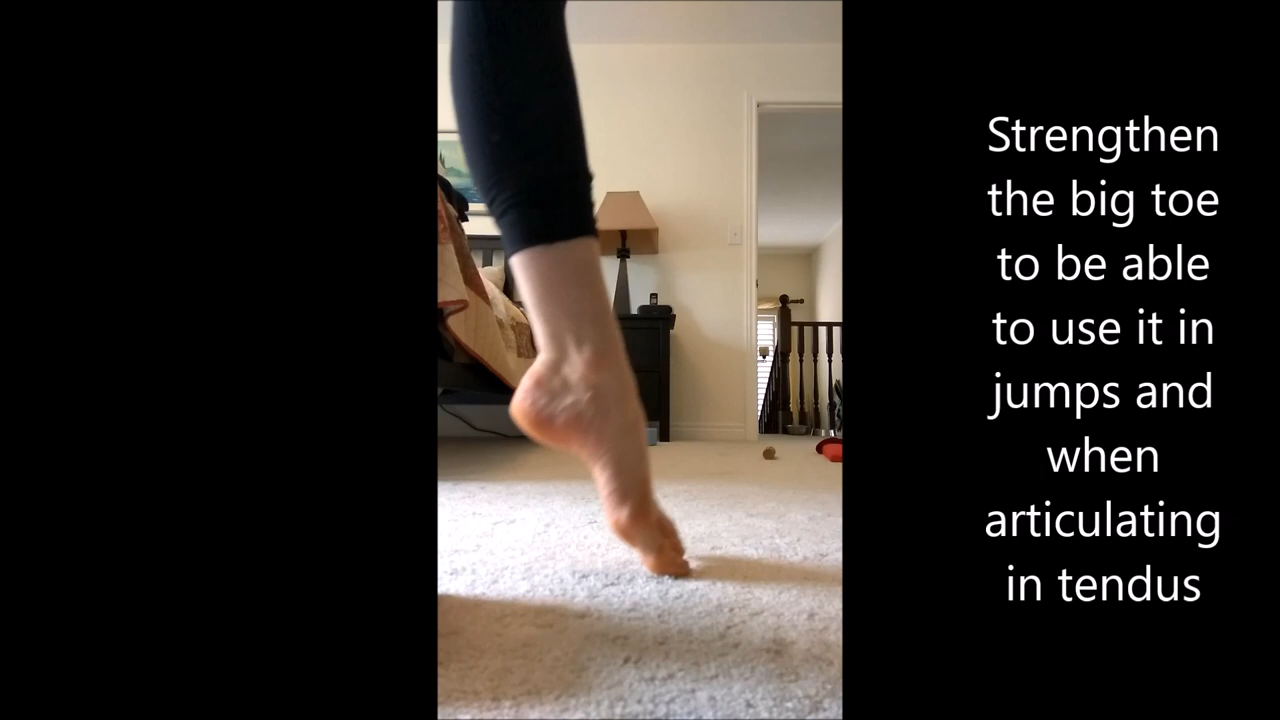 Strengthen
the big toe
to be able
to use it in
jumps and
when
articulating
in tendus